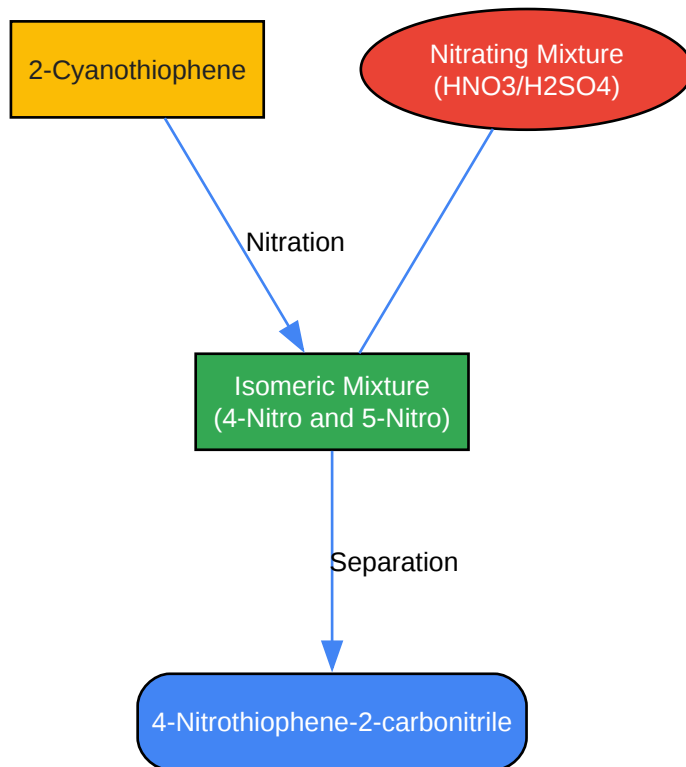 2-Cyanothiophene
Nitrating Mixture
(HNO3/H2SO4)
Nitration
Isomeric Mixture
(4-Nitro and 5-Nitro)
Separation
4-Nitrothiophene-2-carbonitrile